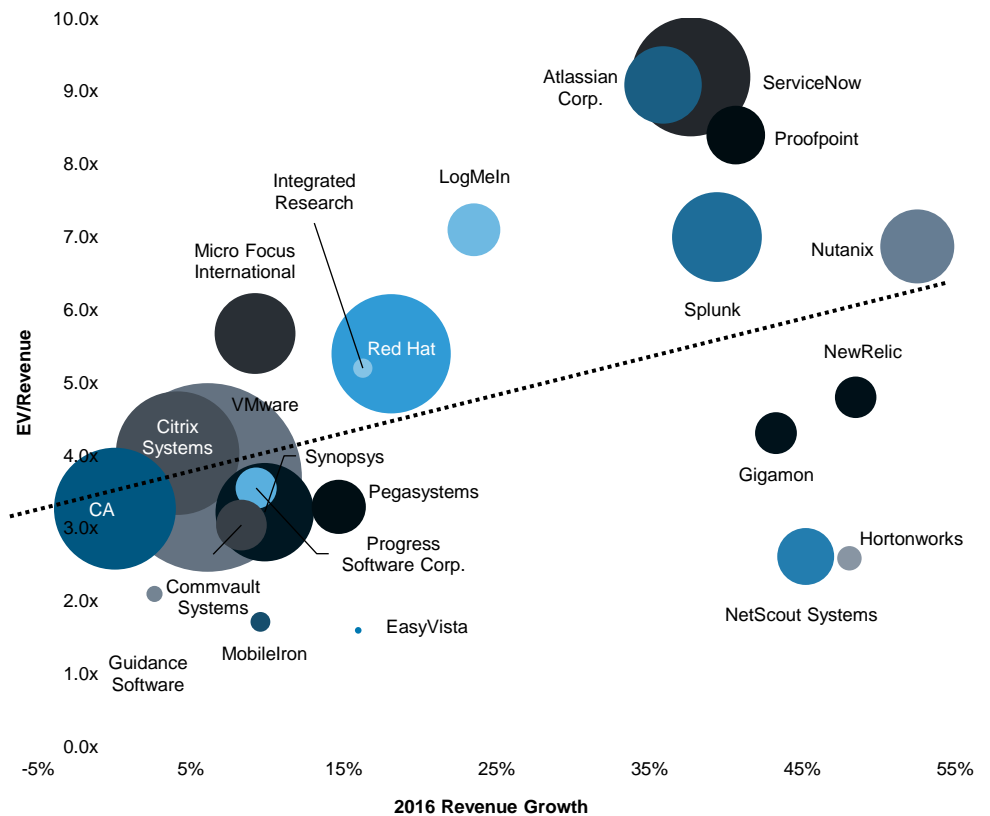 10.0x
9.0x
8.0x
7.0x
6.0x
5.0x
4.0x
3.0x
2.0x
1.0x
0.0x
EV/Revenue
Atlassian
Corp.
ServiceNow
Proofpoint
LogMeIn
Integrated
Research
Micro Focus
International
Nutanix
Splunk
Red Hat
NewRelic
VMware
Citrix
Systems
Synopsys
Gigamon
Pegasystems
CA
Progress
Software Corp.
Hortonworks
Commvault
Systems
NetScout Systems
EasyVista
MobileIron
Guidance
Software
-5%
5%
15%
25%
35%
45%
55%
2016 Revenue Growth